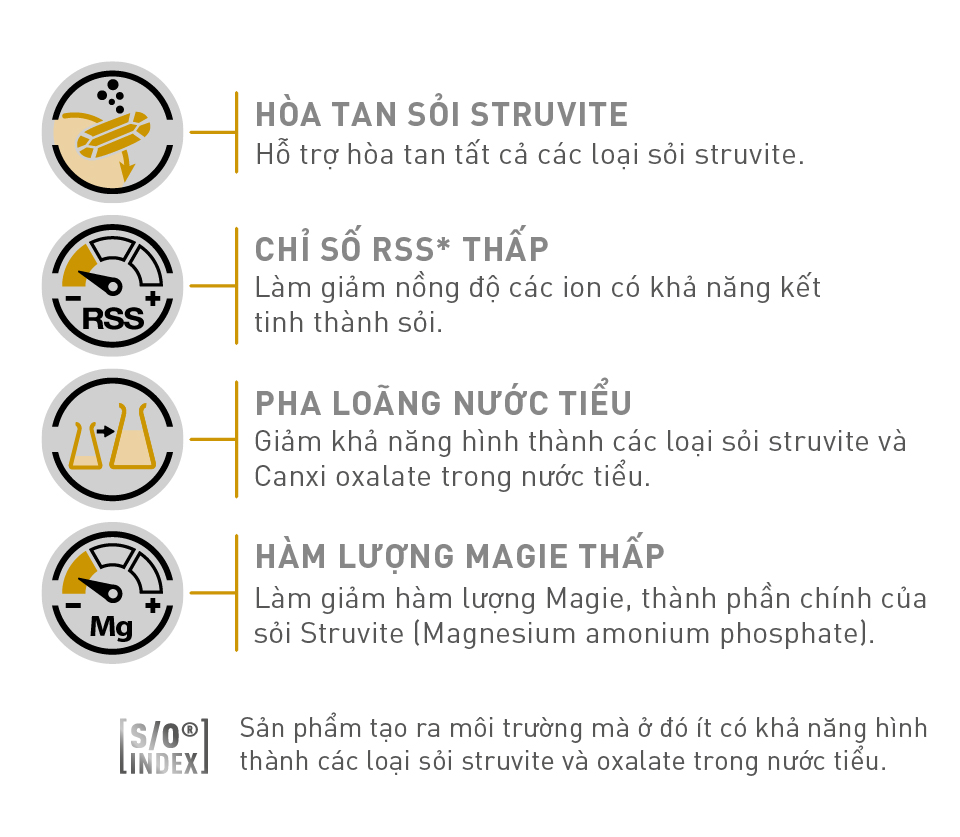 HÒA TAN SỎI STRUVITE
Hỗ trợ hòa tan tất cả các loại sỏi struvite.
CHỈ SỐ RSS* THẤP
Làm giảm nồng độ các ion có khả năng kết
tinh thành sỏi.
- +
RSS
PHA LOÃNG NƯỚC TIỂU
Giảm khả năng hình thành các loại sỏi struvite và
Canxi oxalate trong nước tiểu.
HÀM LƯỢNG MAGIE THẤP
Làm giảm hàm lượng Magie, thành phần chính của
sỏi Struvite (Magnesium amonium phosphate).
- +
Mg
[S/O®
INDEX]
Sản phẩm tạo ra môi trường mà ở đó ít có khả năng hình
thành các loại sỏi struvite và oxalate trong nước tiểu.